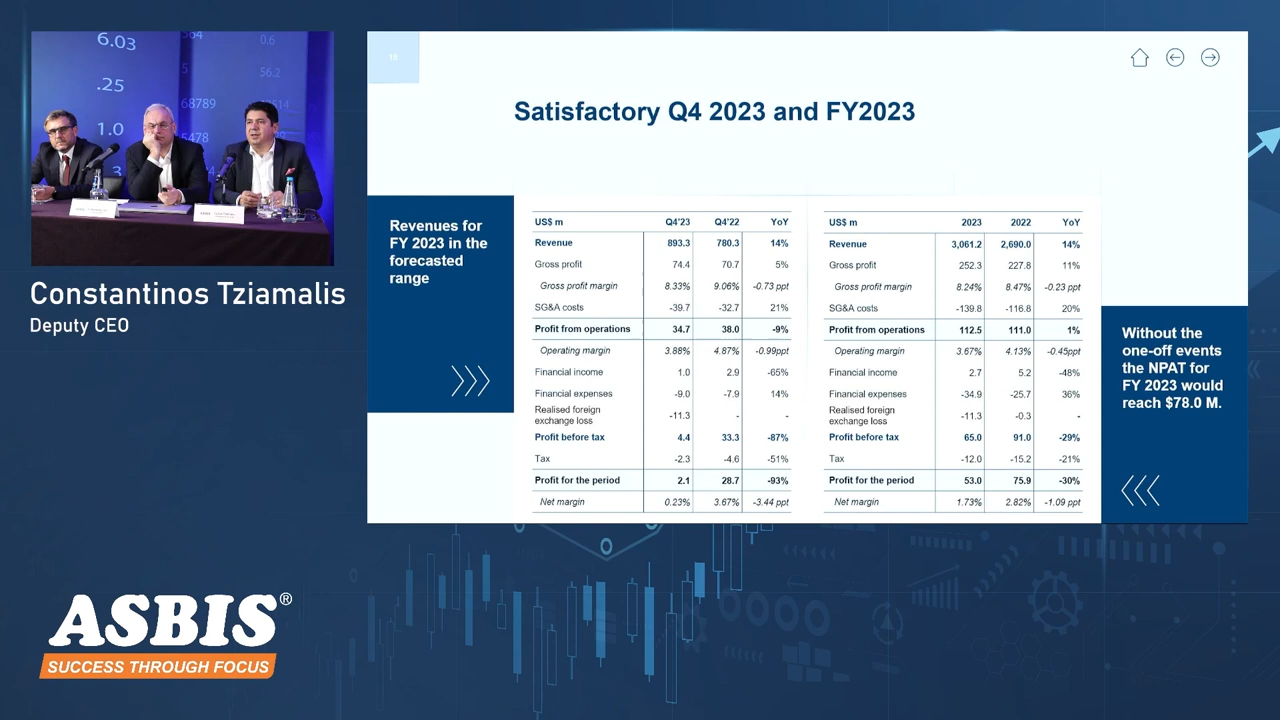 6.03
564
0.6
.25
5
56.2
68789
1.0
5478
3
Constantinos Tziamalis
Deputy CEO
ASBIS®
SUCCESS THROUGH FOCUS
Satisfactory Q4 2023 and FY2023
Revenues for
FY 2023 in the
forecasted
range
US$ m Q4'23 Q4'22 YoY
Revenue 893.3 780.3 14%
Gross profit 74.4 70.7 5%
Gross profit margin 8.33% 9.06% -0.73 ppt
SG&A costs -39.7 -32.7 21%
Profit from operations 34.7 38.0 -9%
Operating margin 3.88% 4.87% -0.99ppt
Financial income 1.0 2.9 -65%
Financial expenses -9.0 -7.9 14%
Realised foreign
exchange loss -11.3 - -
Profit before tax 4.4 33.3 -87%
Tax -2.3 -4.6 -51%
Profit for the period 2.1 28.7 -93%
Net margin 0.23% 3.67% -3.44 ppt
US$ m 2023 2022 YoY
Revenue 3,061.2 2,690.0 14%
Gross profit 252.3 227.8 11%
Gross profit margin 8.24% 8.47% -0.23 ppt
SG&A costs -139.8 -116.8 20%
Profit from operations 112.5 111.0 1%
Operating margin 3.67% 4.13% -0.45ppt
Financial income 2.7 5.2 -48%
Financial expenses -34.9 -25.7 36%
Realised foreign
exchange loss -11.3 -0.3 -
Profit before tax 65.0 91.0 -29%
Tax -12.0 -15.2 -21%
Profit for the period 53.0 75.9 -30%
Net margin 1.73% 2.82% -1.09 ppt
Without the
one-off events
the NPAT for
FY 2023 would
reach $78.0 M.